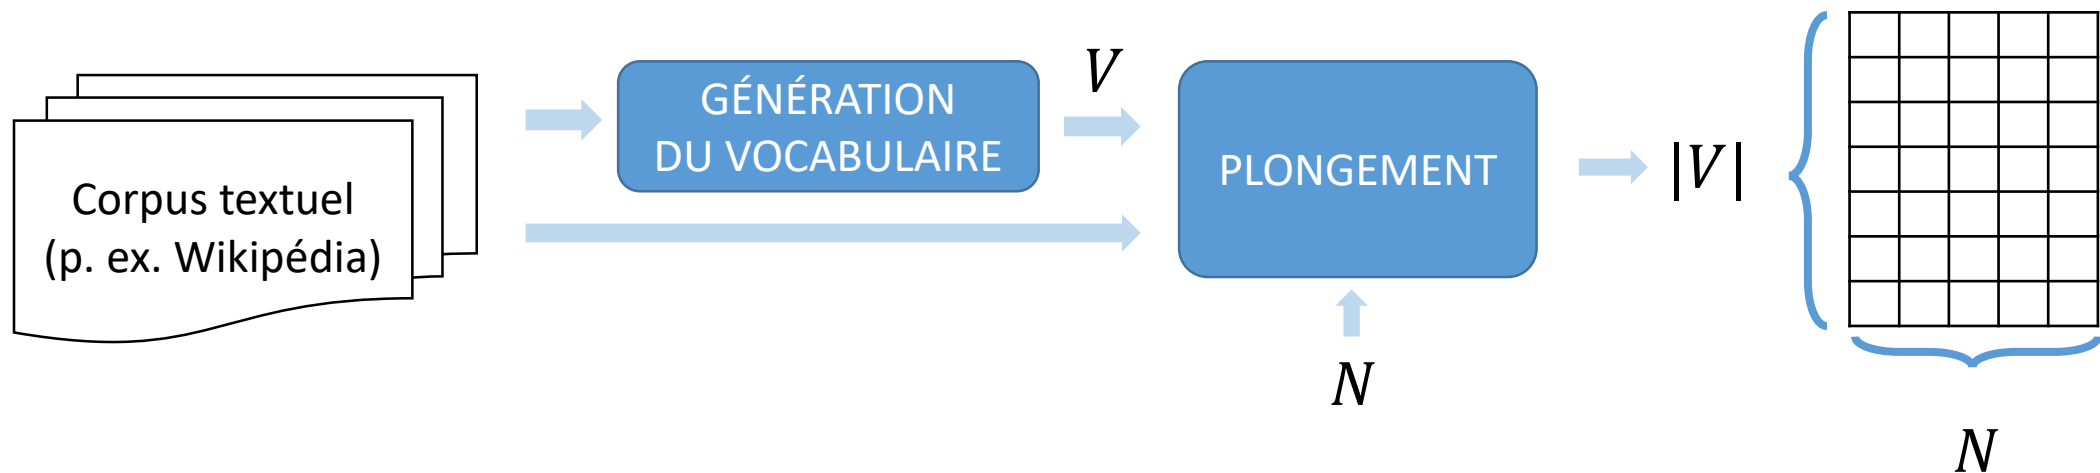 Corpus textuel
(p. ex. Wikipédia)
GÉNÉRATION
DU VOCABULAIRE
V
PLONGEMENT
N
|V|
N